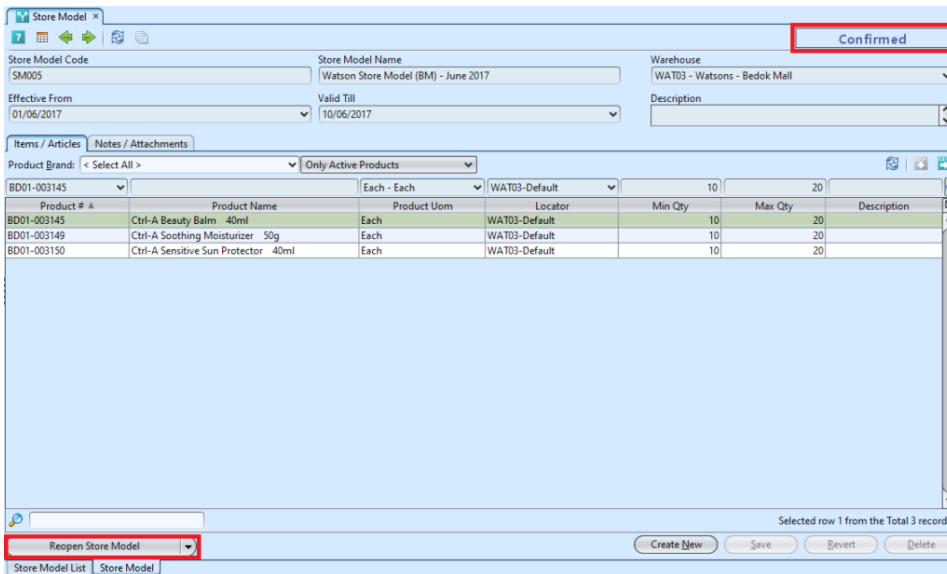 Store Model
Confirmed
Store Model Code Store Model Name Warehouse
SM005 Watson Store Model (BM) - June 2017 WAT03 - Watsons - Bedok Mall
Effective From Valid Till Description
01/06/2017 10/06/2017
Items / Articles Notes / Attachments
Product Brand: < Select All > Only Active Products
BD01-003145 Each - Each WAT03-Default 10 20
Product # Product Name Product Uom Locator Min Qty Max Qty Description
BD01-003145 Ctrl-A Beauty Balm 40ml Each WAT03-Default 10 20
BD01-003149 Ctrl-A Soothing Moisturizer 50g Each WAT03-Default 10 20
BD01-003150 Ctrl-A Sensitive Sun Protector 40ml Each WAT03-Default 10 20
Selected row 1 from the Total 3 record
Reopen Store Model Create New Save Revert Delete
Store Model List Store Model